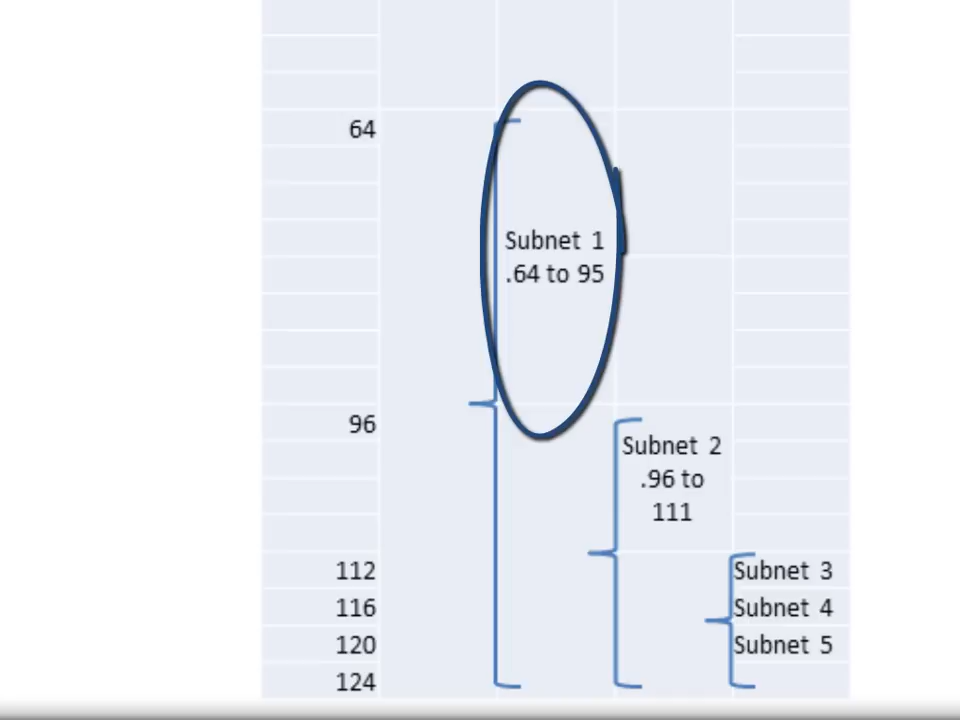 64
Subnet 1
.64 to 95
96
Subnet 2
.96 to
111
112
Subnet 3
116
Subnet 4
120
Subnet 5
124